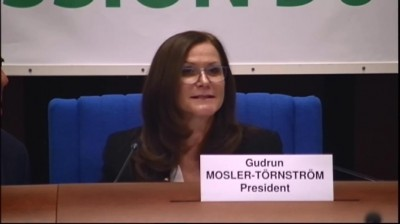 SSION DU
Gudrun
MOSLER-TÖRNSTRÖM
President